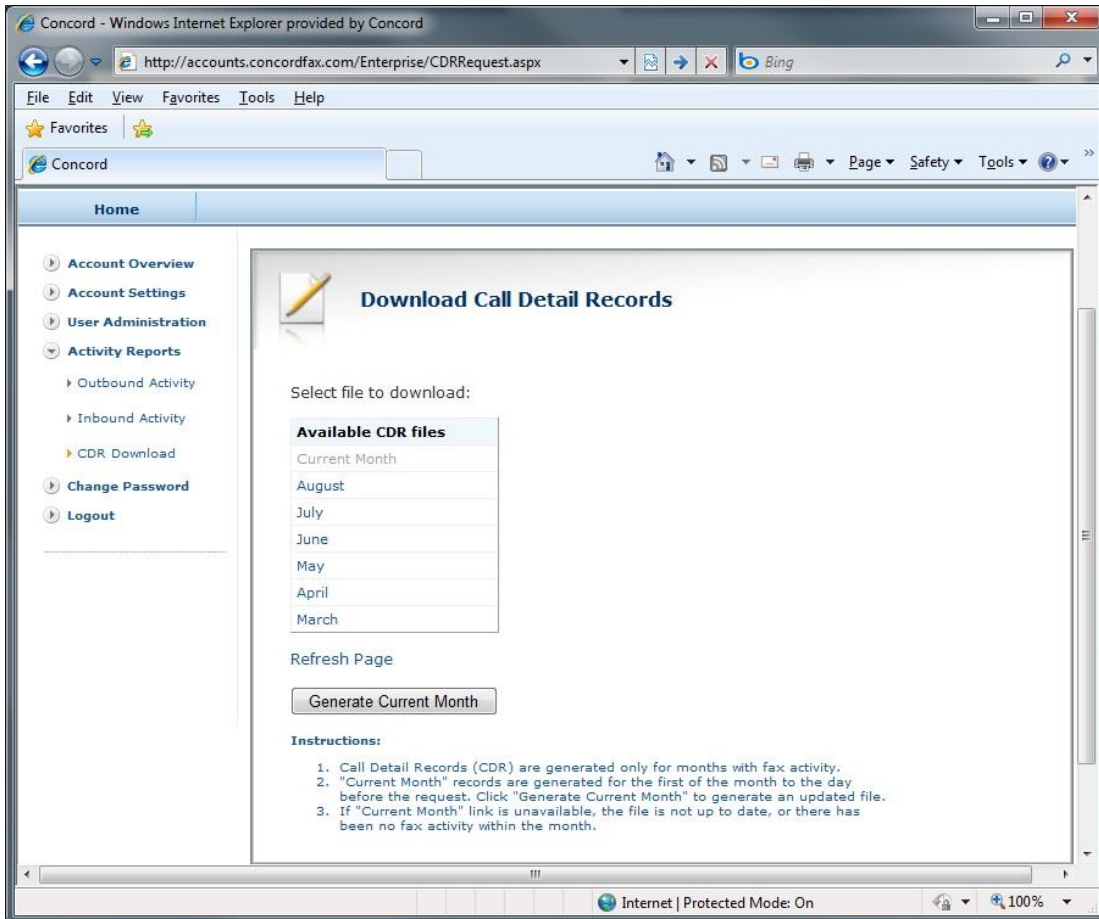 Concord - Windows Internet Explorer provided by Concord
http://accounts.concordfax.com/Enterprise/CDRRequest.aspx
Bing
File Edit View Favorites Tools Help
Favorites
Concord
Page Safety Tools
Home
Account Overview
Account Settings
User Administration
Activity Reports
Outbound Activity
Inbound Activity
CDR Download
Change Password
Logout
Download Call Detail Records
Select file to download:
Available CDR files
Current Month
August
July
June
May
April
March
Refresh Page
Generate Current Month
Instructions:
1. Call Detail Records (CDR) are generated only for months with fax activity.
2. "Current Month" records are generated for the first of the month to the day
before the request. Click "Generate Current Month" to generate an updated file.
3. If "Current Month" link is unavailable, the file is not up to date, or there has
been no fax activity within the month.
Internet | Protected Mode: On
100%